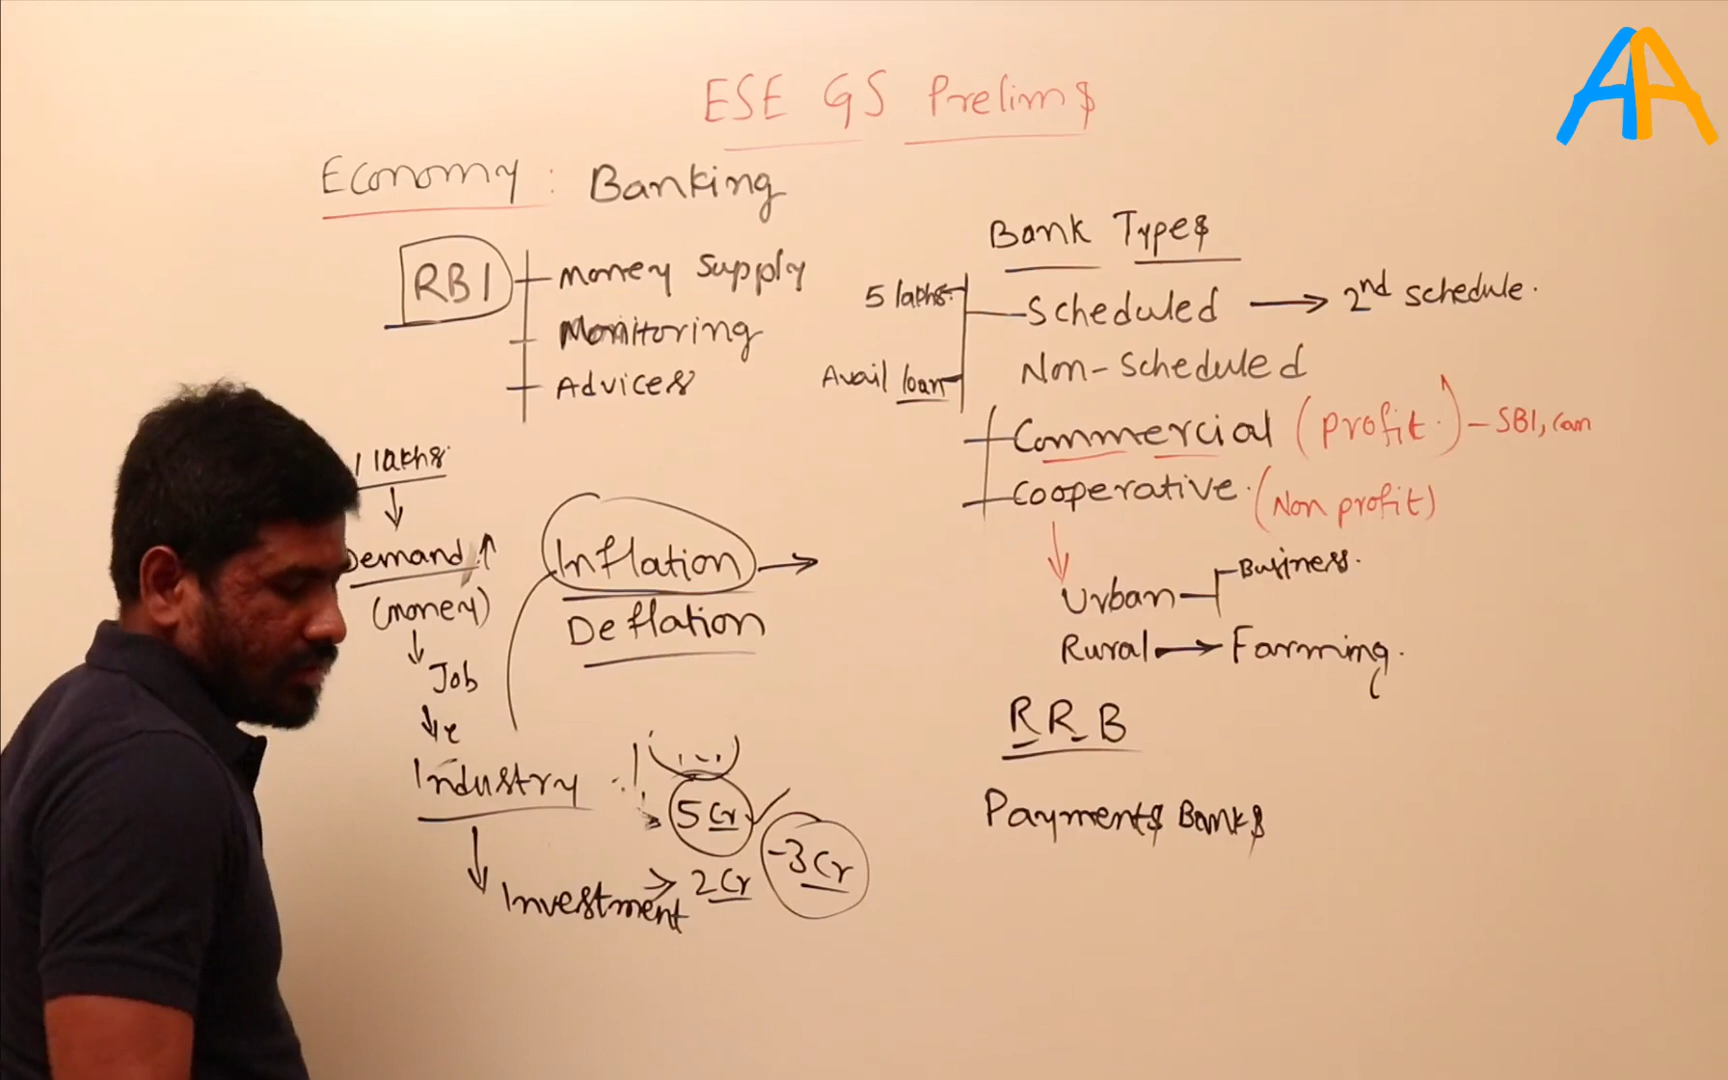 ESE GS Prelims
Economy : Banking
RBI
Money Supply
Monitoring
Advices
1 lakhs.
Demand ↑
(money)
Job
Industry
Investment
Inflation →
Deflation
5 Cr
2 Cr
-3 Cr
Bank Types
5 lakhs
Scheduled → 2nd schedule.
Avail loan
Non-Scheduled
Commercial (Profit.) - SBI, Can
Cooperative. (Non profit)
Urban - Business.
Rural → Farming.
RRB
Payments Banks
AA